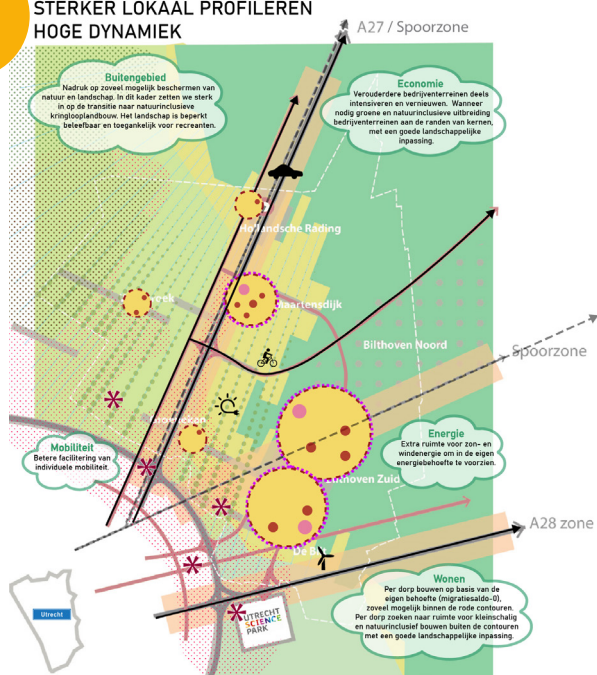 STERKER LOKAAL PROFILEREN
HOGE DYNAMIEK
A27 / Spoorzone
Buitengebied
Nadruk op zoveel mogelijk beschermen van
natuur en landschap. In dit kader zetten we sterk
in op de transitie naar natuurinclusieve
kringlooplandbouw. Het landschap is beperkt
beleefbaar en toegankelijk voor recreanten.
Economie
Verouderdere bedrijventerreinen deels
intensiveren en vernieuwen. Wanneer
nodig groene en natuurinclusieve uitbreiding
bedrijventerreinen aan de randen van kernen,
met een goede landschappelijke
inpassing.
Hollandsche Rading
aartensdijk
Bilthoven Noord
Spoorzone
Mobiliteit
Betere facilitering van
individuele mobiliteit.
Energie
Extra ruimte voor zon- en
windenergie om in de eigen
energiebehoefte te voorzien.
lthoven Zuid
A28 zone
De Bilt
Wonen
Per dorp bouwen op basis van de
eigen behoefte (migratiesaldo-0),
zoveel mogelijk binnen de rode contouren.
Per dorp zoeken naar ruimte voor kleinschalig
en natuurinclusief bouwen buiten de contouren
met een goede landschappelijke inpassing.
Utrecht
UTRECHT
SCIENCE
PARK